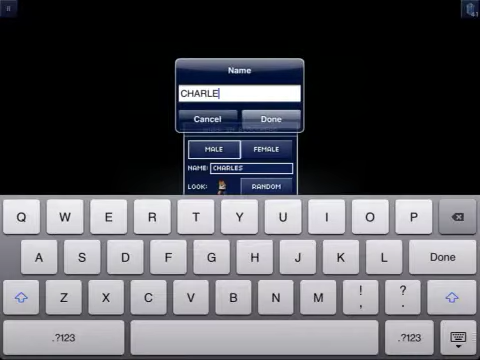 Name
CHARLE
Cancel
Done
MALE
FEMALE
NAME:
CHARLES
LOOK:
RANDOM
Q W E R T Y U I O P
A S D F G H J K L Done
Z X C V B N M ! , ? .
.?123
.?123